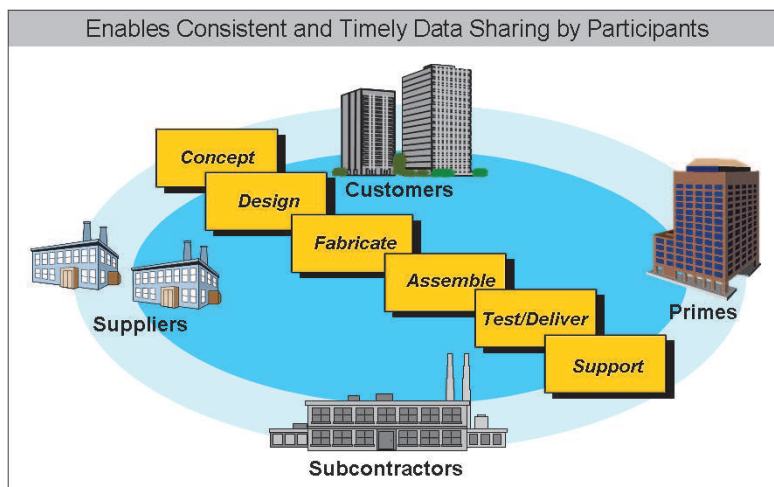 Enables Consistent and Timely Data Sharing by Participants
Concept
Customers
Design
Fabricate
Assemble
Suppliers
Test/Deliver
Primes
Support
Subcontractors